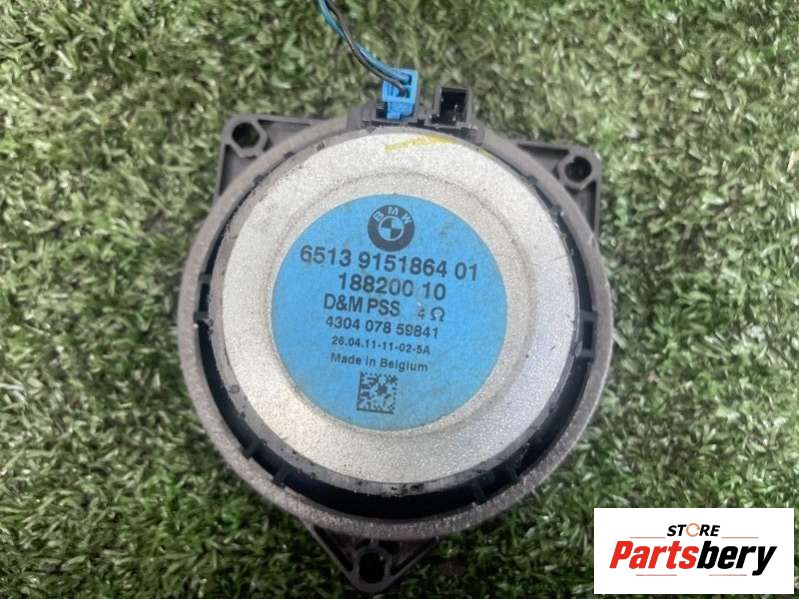 BMW
6513 9151864 01
188200 10
D&M PSS 4 Ω
4304 078 59841
26.04.11-11-02-5A
Made in Belgium
STORE
Partsbery